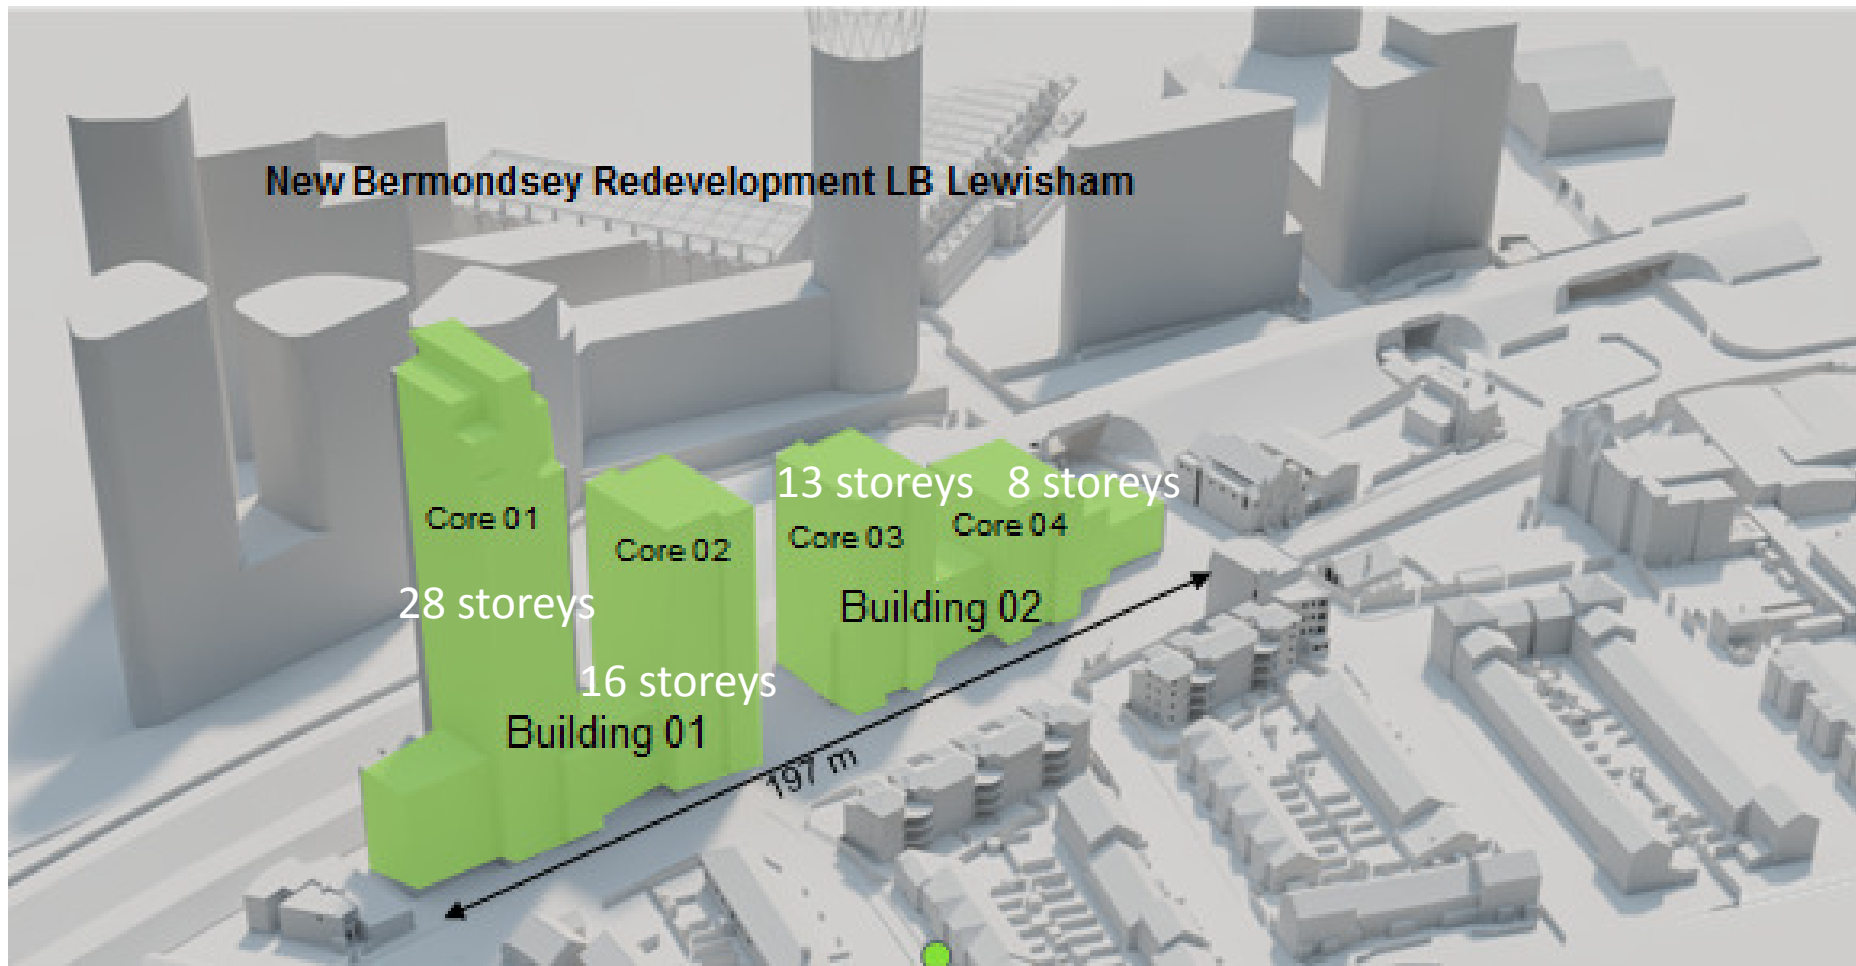 New Bermondsey Redevelopment LB Lewisham
13 storeys
8 storeys
Core 01
Core 02
Core 03
Core 04
28 storeys
Building 02
16 storeys
Building 01
197 m